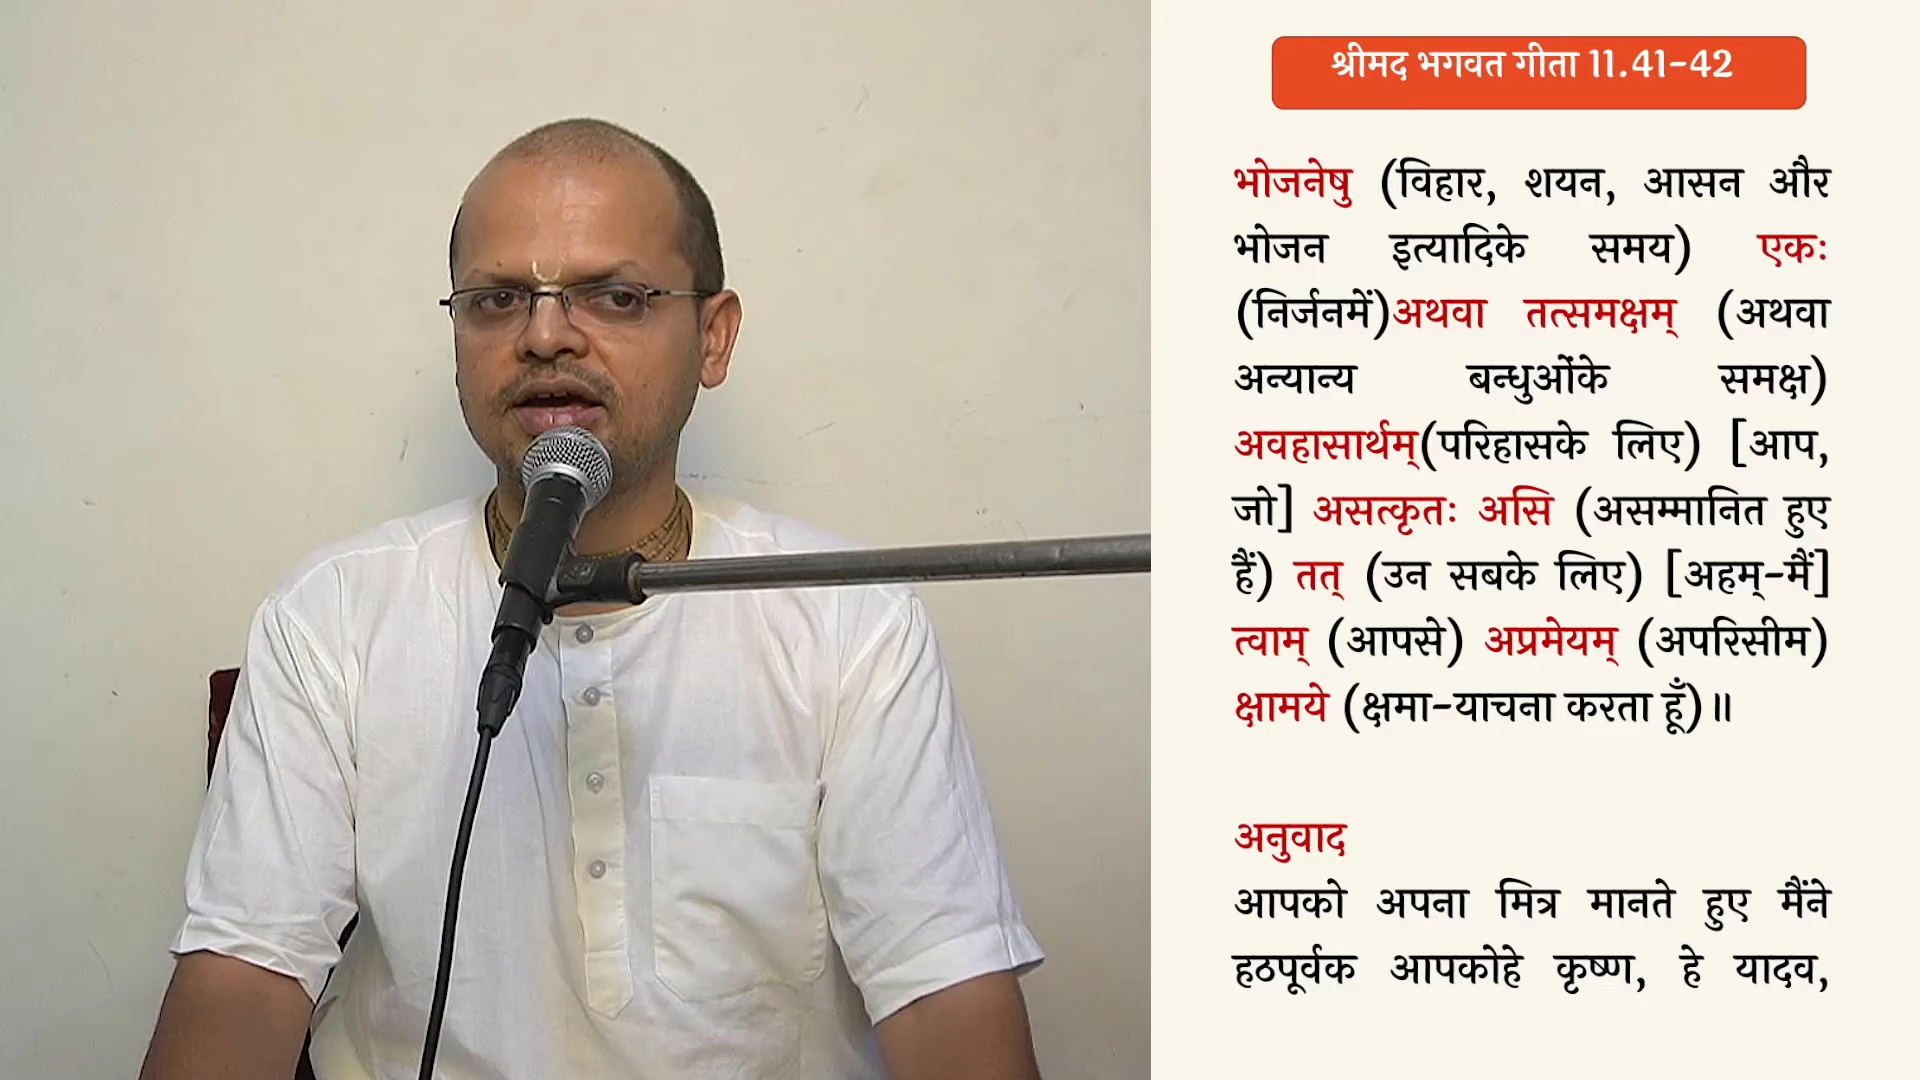 श्रीमद भगवत गीता 11.41-42
भोजनेषु (विहार, शयन, आसन और
भोजन इत्यादिके समय) एकः
(निर्जनमें)अथवा तत्समक्षम् (अथवा
अन्यान्य बन्धुओंके समक्ष)
अवहासार्थम्(परिहासके लिए) [आप,
जो] असत्कृतः असि (असम्मानित हुए
हैं) तत् (उन सबके लिए) [अहम्-मैं]
त्वाम् (आपसे) अप्रमेयम् (अपरिसीम)
क्षामये (क्षमा-याचना करता हूँ)॥
अनुवाद
आपको अपना मित्र मानते हुए मैंने
हठपूर्वक आपकोहे कृष्ण, हे यादव,